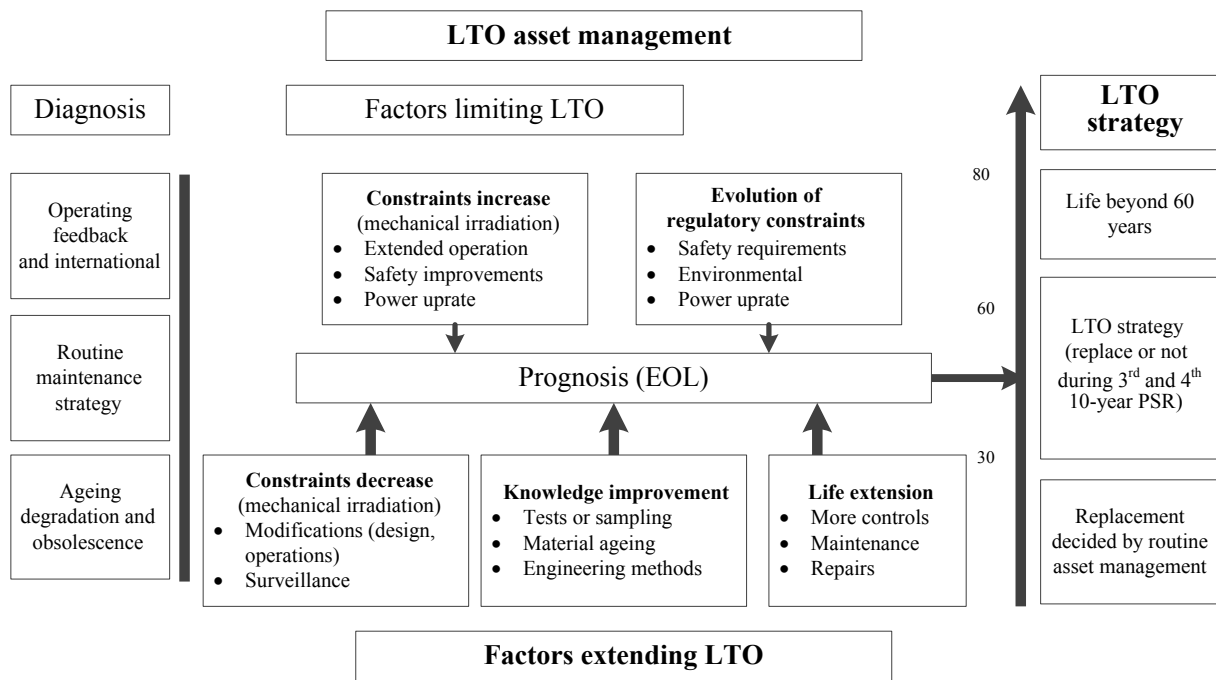 LTO asset management
Diagnosis
Factors limiting LTO
LTO
strategy
Operating
feedback
and international
Routine
maintenance
strategy
Ageing
degradation and
obsolescence
Constraints increase
(mechanical irradiation)
• Extended operation
• Safety improvements
• Power uprate
Evolution of
regulatory constraints
• Safety requirements
• Environmental
• Power uprate
Prognosis (EOL)
Constraints decrease
(mechanical irradiation)
• Modifications (design,
operations)
• Surveillance
Knowledge improvement
• Tests or sampling
• Material ageing
• Engineering methods
Life extension
• More controls
• Maintenance
• Repairs
Factors extending LTO
80
60
30
Life beyond 60
years
LTO strategy
(replace or not
during 3rd and 4th
10-year PSR)
Replacement
decided by routine
asset management